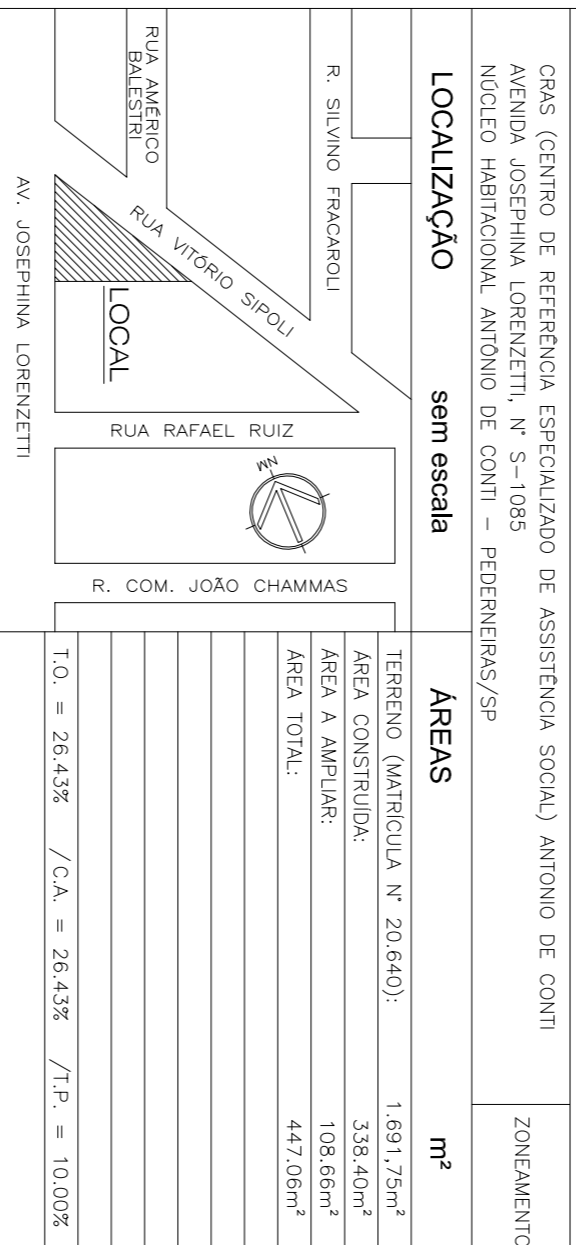 CRAS (CENTRO DE REFERÊNCIA ESPECIALIZADO DE ASSISTÊNCIA SOCIAL) ANTONIO DE CONTI
AVENIDA JOSEPHINA LORENZETTI, N° S-1085
NÚCLEO HABITACIONAL ANTÔNIO DE CONTI - PEDERNEIRAS/SP
ZONEAMENTO
LOCALIZAÇÃO sem escala
R. SILVINO FRACAROLI
RUA AMÉRICO
BALESTRI
RUA VITÓRIO SIPOLI
LOCAL
AV. JOSEPHINA LORENZETTI
RUA RAFAEL RUIZ
NM
R. COM. JOÃO CHAMMAS
ÁREAS m²
TERRENO (MATRÍCULA N° 20.640): 1.691,75m²
ÁREA CONSTRUÍDA: 338.40m²
ÁREA A AMPLIAR: 108.66m²
ÁREA TOTAL: 447.06m²
T.O. = 26.43% /C.A. = 26.43% /T.P. = 10.00%